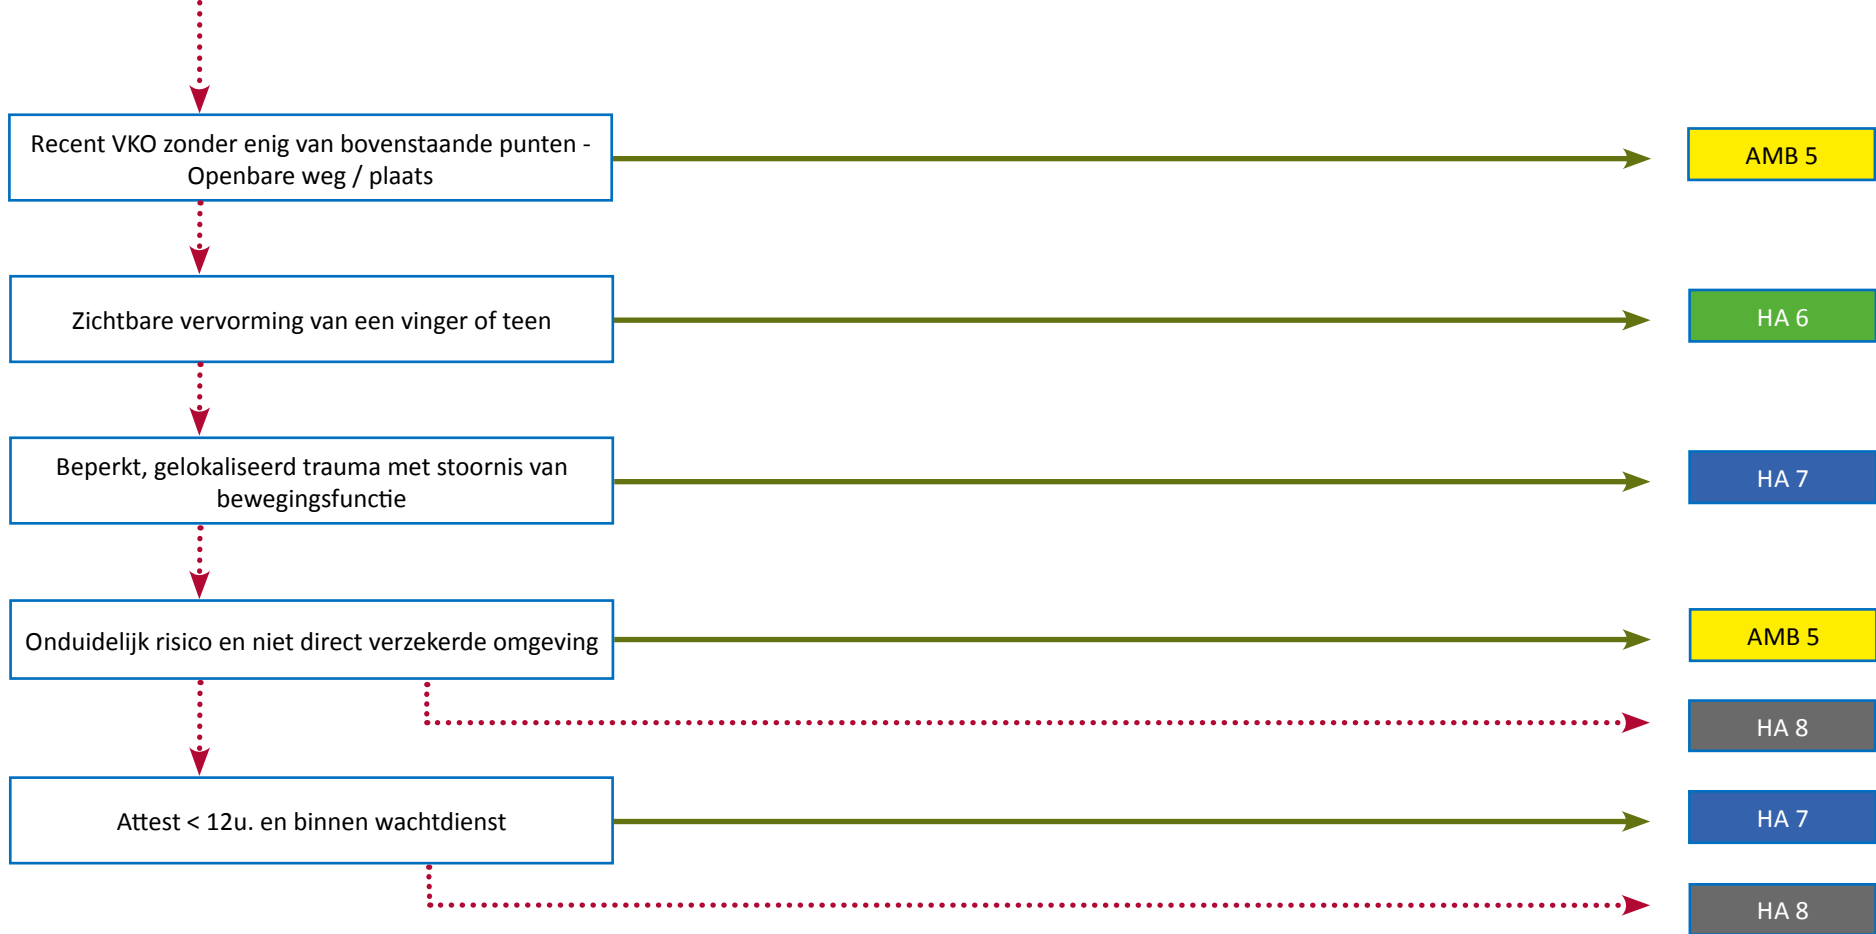 Recent VKO zonder enig van bovenstaande punten -
Openbare weg / plaats
AMB 5
Zichtbare vervorming van een vinger of teen
HA 6
Beperkt, gelokaliseerd trauma met stoornis van
bewegingsfunctie
HA 7
Onduidelijk risico en niet direct verzekerde omgeving
AMB 5
HA 8
Attest < 12u. en binnen wachtdienst
HA 7
HA 8